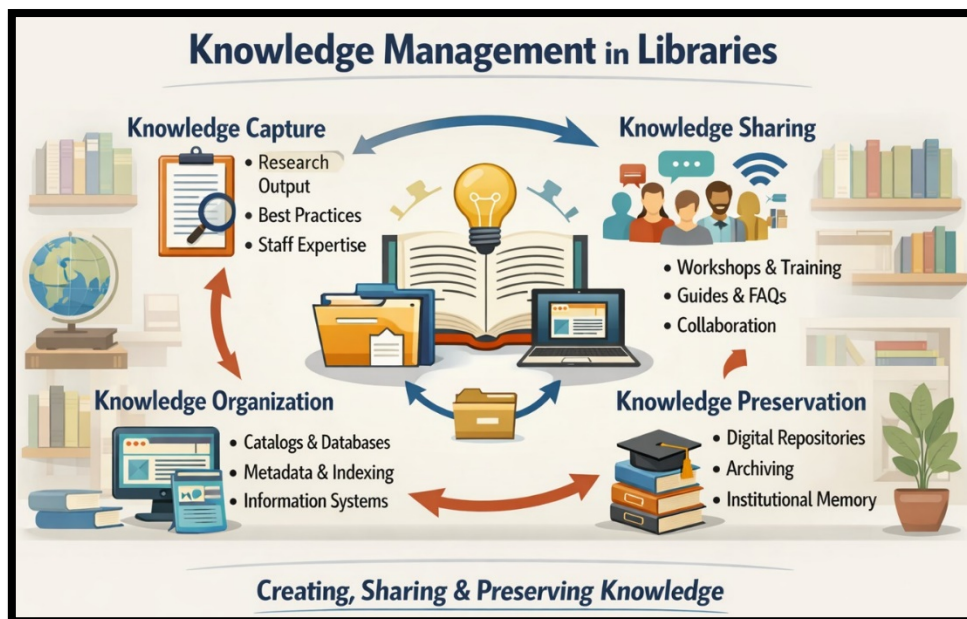 Knowledge Management in Libraries
Knowledge Capture
• Research
Output
• Best Practices
• Staff Expertise
Knowledge Sharing
• Workshops & Training
• Guides & FAQs
• Collaboration
Knowledge Organization
• Catalogs & Databases
• Metadata & Indexing
• Information Systems
Knowledge Preservation
• Digital Repositories
• Archiving
• Institutional Memory
Creating, Sharing & Preserving Knowledge